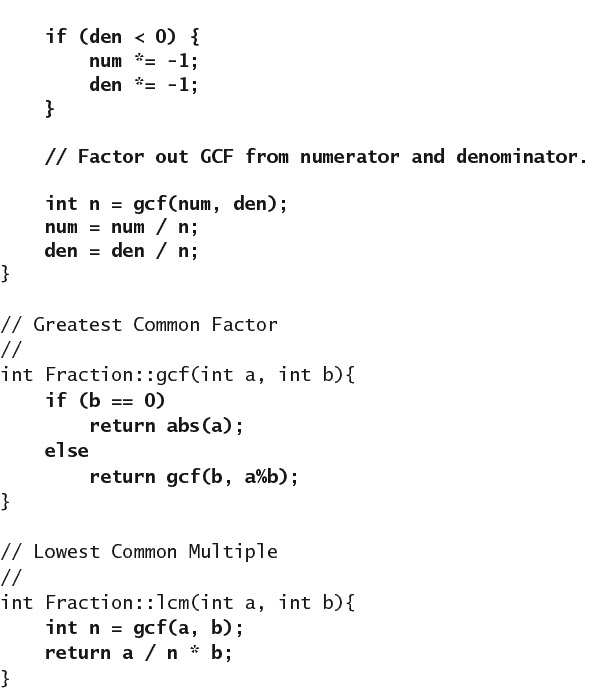 if (den < 0) {
        num *= -1;
        den *= -1;
    }
    // Factor out GCF from numerator and denominator.
    int n = gcf(num, den);
    num = num / n;
    den = den / n;
}
// Greatest Common Factor
//
int Fraction::gcf(int a, int b){
    if (b == 0)
        return abs(a);
    else
        return gcf(b, a%b);
}
// Lowest Common Multiple
//
int Fraction::lcm(int a, int b){
    int n = gcf(a, b);
    return a / n * b;
}